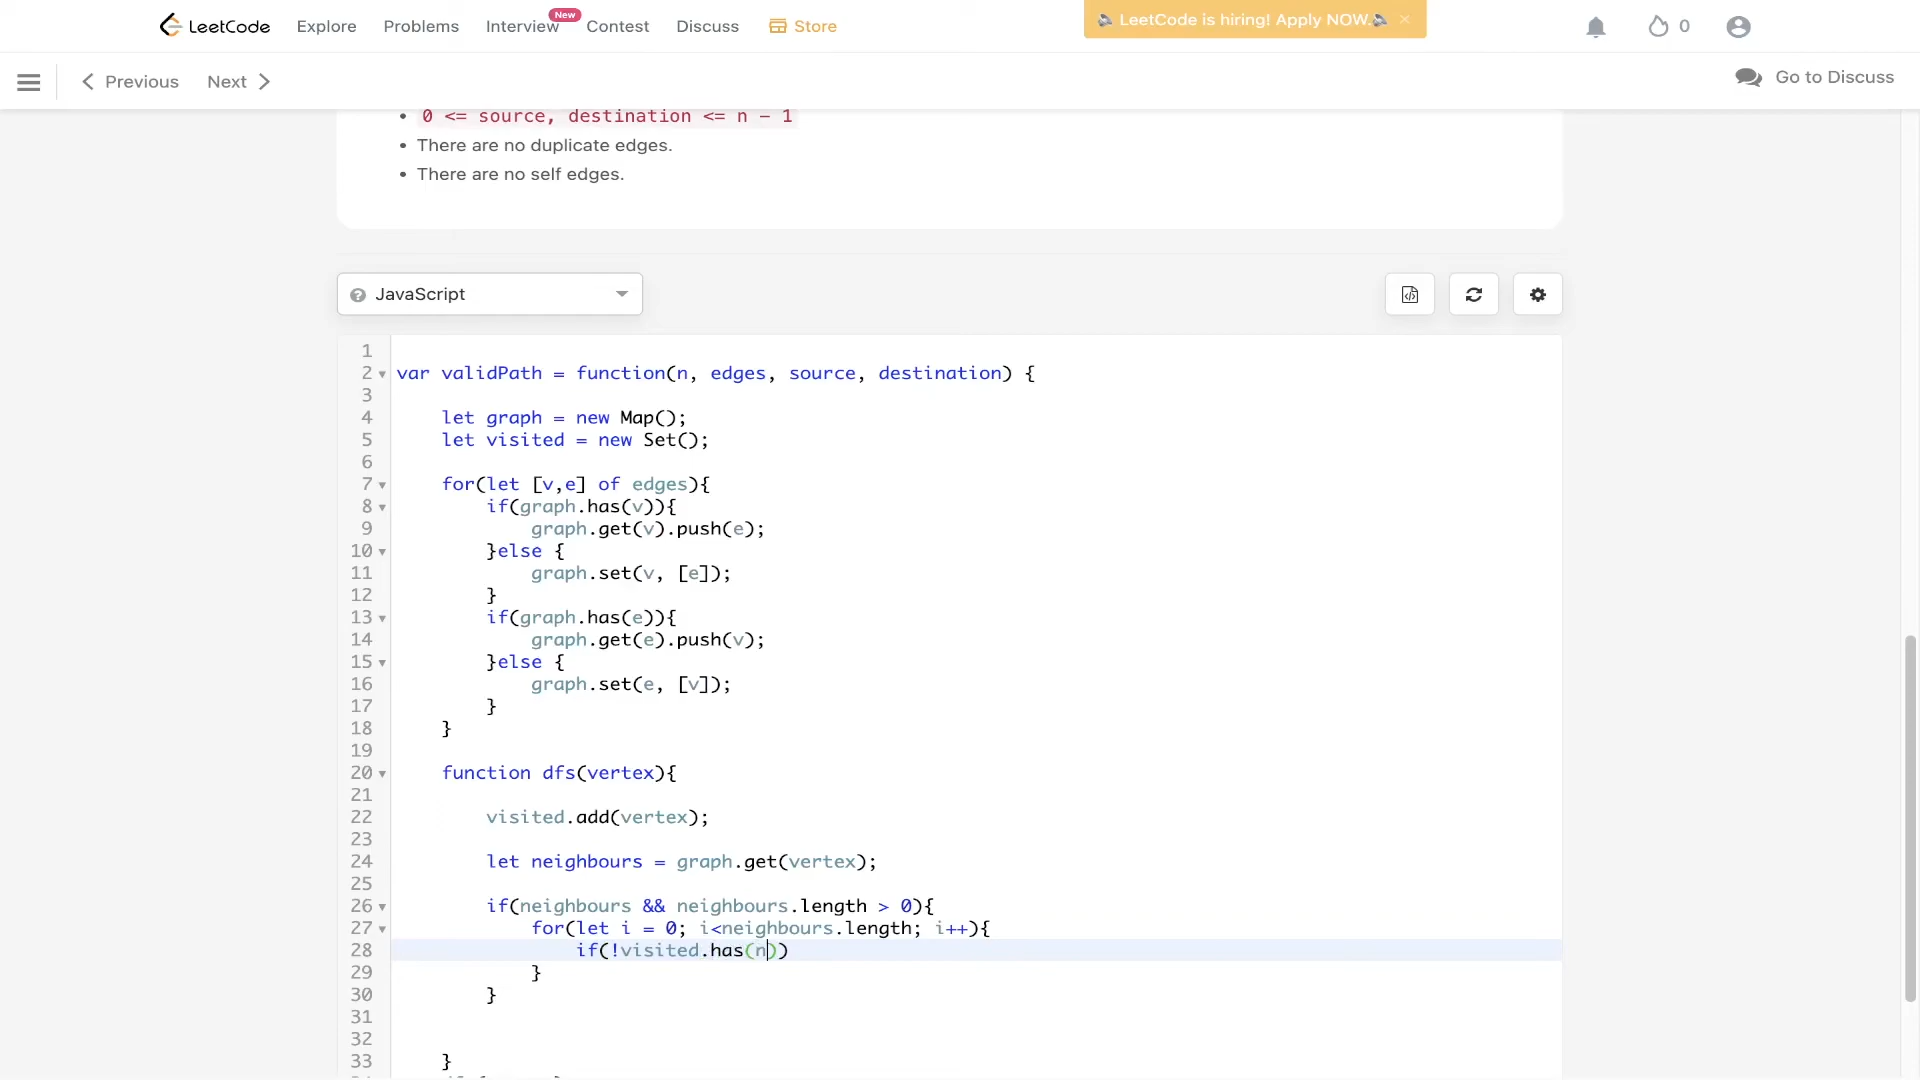 LeetCode Explore Problems Interview New Contest Discuss Store LeetCode is hiring! Apply NOW. × 0
Previous Next Go to Discuss
• 0 <= source, destination <= n - 1
• There are no duplicate edges.
• There are no self edges.
JavaScript
1
2 var validPath = function(n, edges, source, destination) {
3
4 let graph = new Map();
5 let visited = new Set();
6
7 for(let [v,e] of edges){
8 if(graph.has(v)){
9 graph.get(v).push(e);
10 }else {
11 graph.set(v, [e]);
12 }
13 if(graph.has(e)){
14 graph.get(e).push(v);
15 }else {
16 graph.set(e, [v]);
17 }
18 }
19
20 function dfs(vertex){
21
22 visited.add(vertex);
23
24 let neighbours = graph.get(vertex);
25
26 if(neighbours && neighbours.length > 0){
27 for(let i = 0; i<neighbours.length; i++){
28 if(!visited.has(n))
29 }
30 }
31
32
33 }